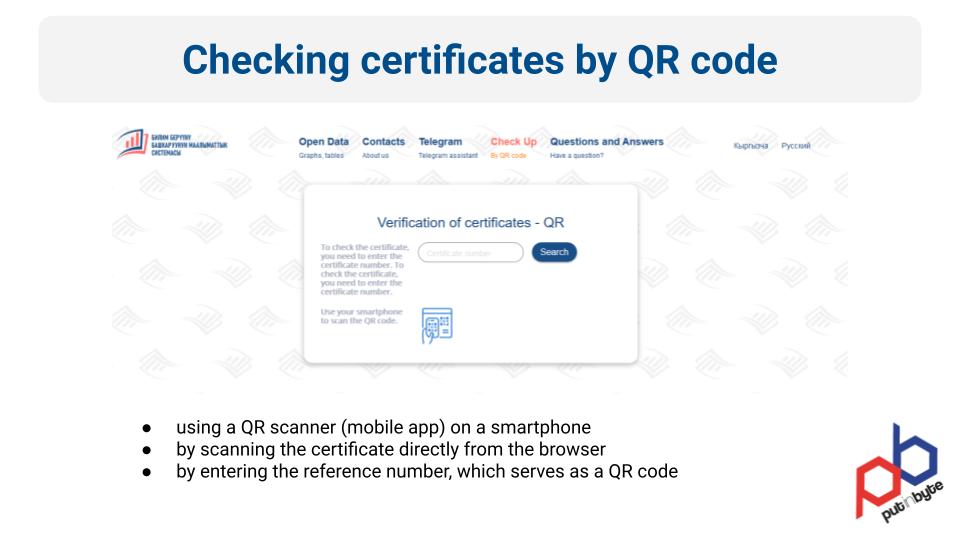 Checking certificates by QR code
БИЛИМ БЕРҮҮНҮ
БАШКАРУУНУН МААЛЫМАТТЫК
СИСТЕМАСЫ
Open Data Contacts Telegram Check Up Questions and Answers
Graphs, tables About us Telegram assistant By QR code Have a question?
Кыргызча Русский
Verification of certificates - QR
To check the certificate,
you need to enter the
certificate number. To
check the certificate,
you need to enter the
certificate number.
Certificate number
Search
Use your smartphone
to scan the QR code.
● using a QR scanner (mobile app) on a smartphone
● by scanning the certificate directly from the browser
● by entering the reference number, which serves as a QR code
pb
putinbyte